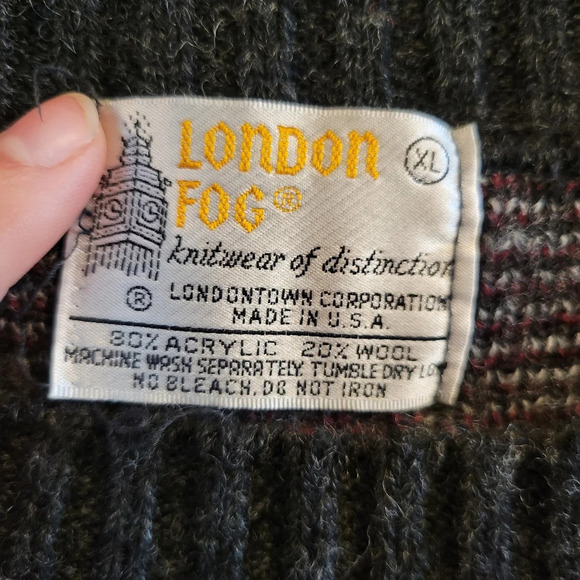 LONDON XL
FOG®
knitwear of distinction
® LONDONTOWN CORPORATION
MADE IN U.S.A.
80% ACRYLIC 20% WOOL
MACHINE WASH SEPARATELY. TUMBLE DRY LOW
NO BLEACH, DO NOT IRON